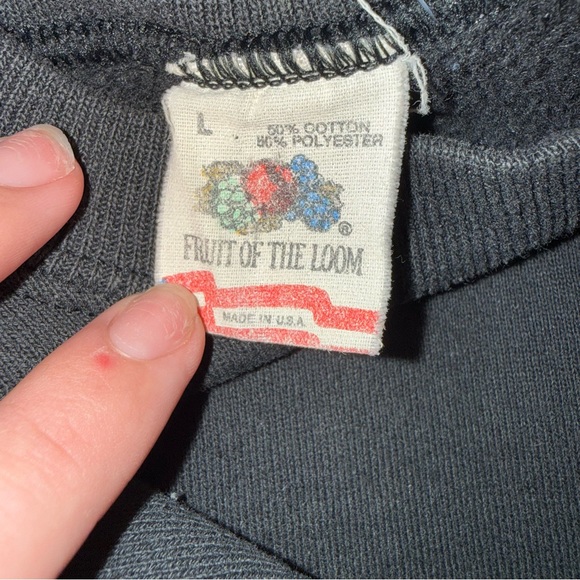 L
50% COTTON
50% POLYESTER
®
FRUIT OF THE LOOM
MADE IN U.S.A.